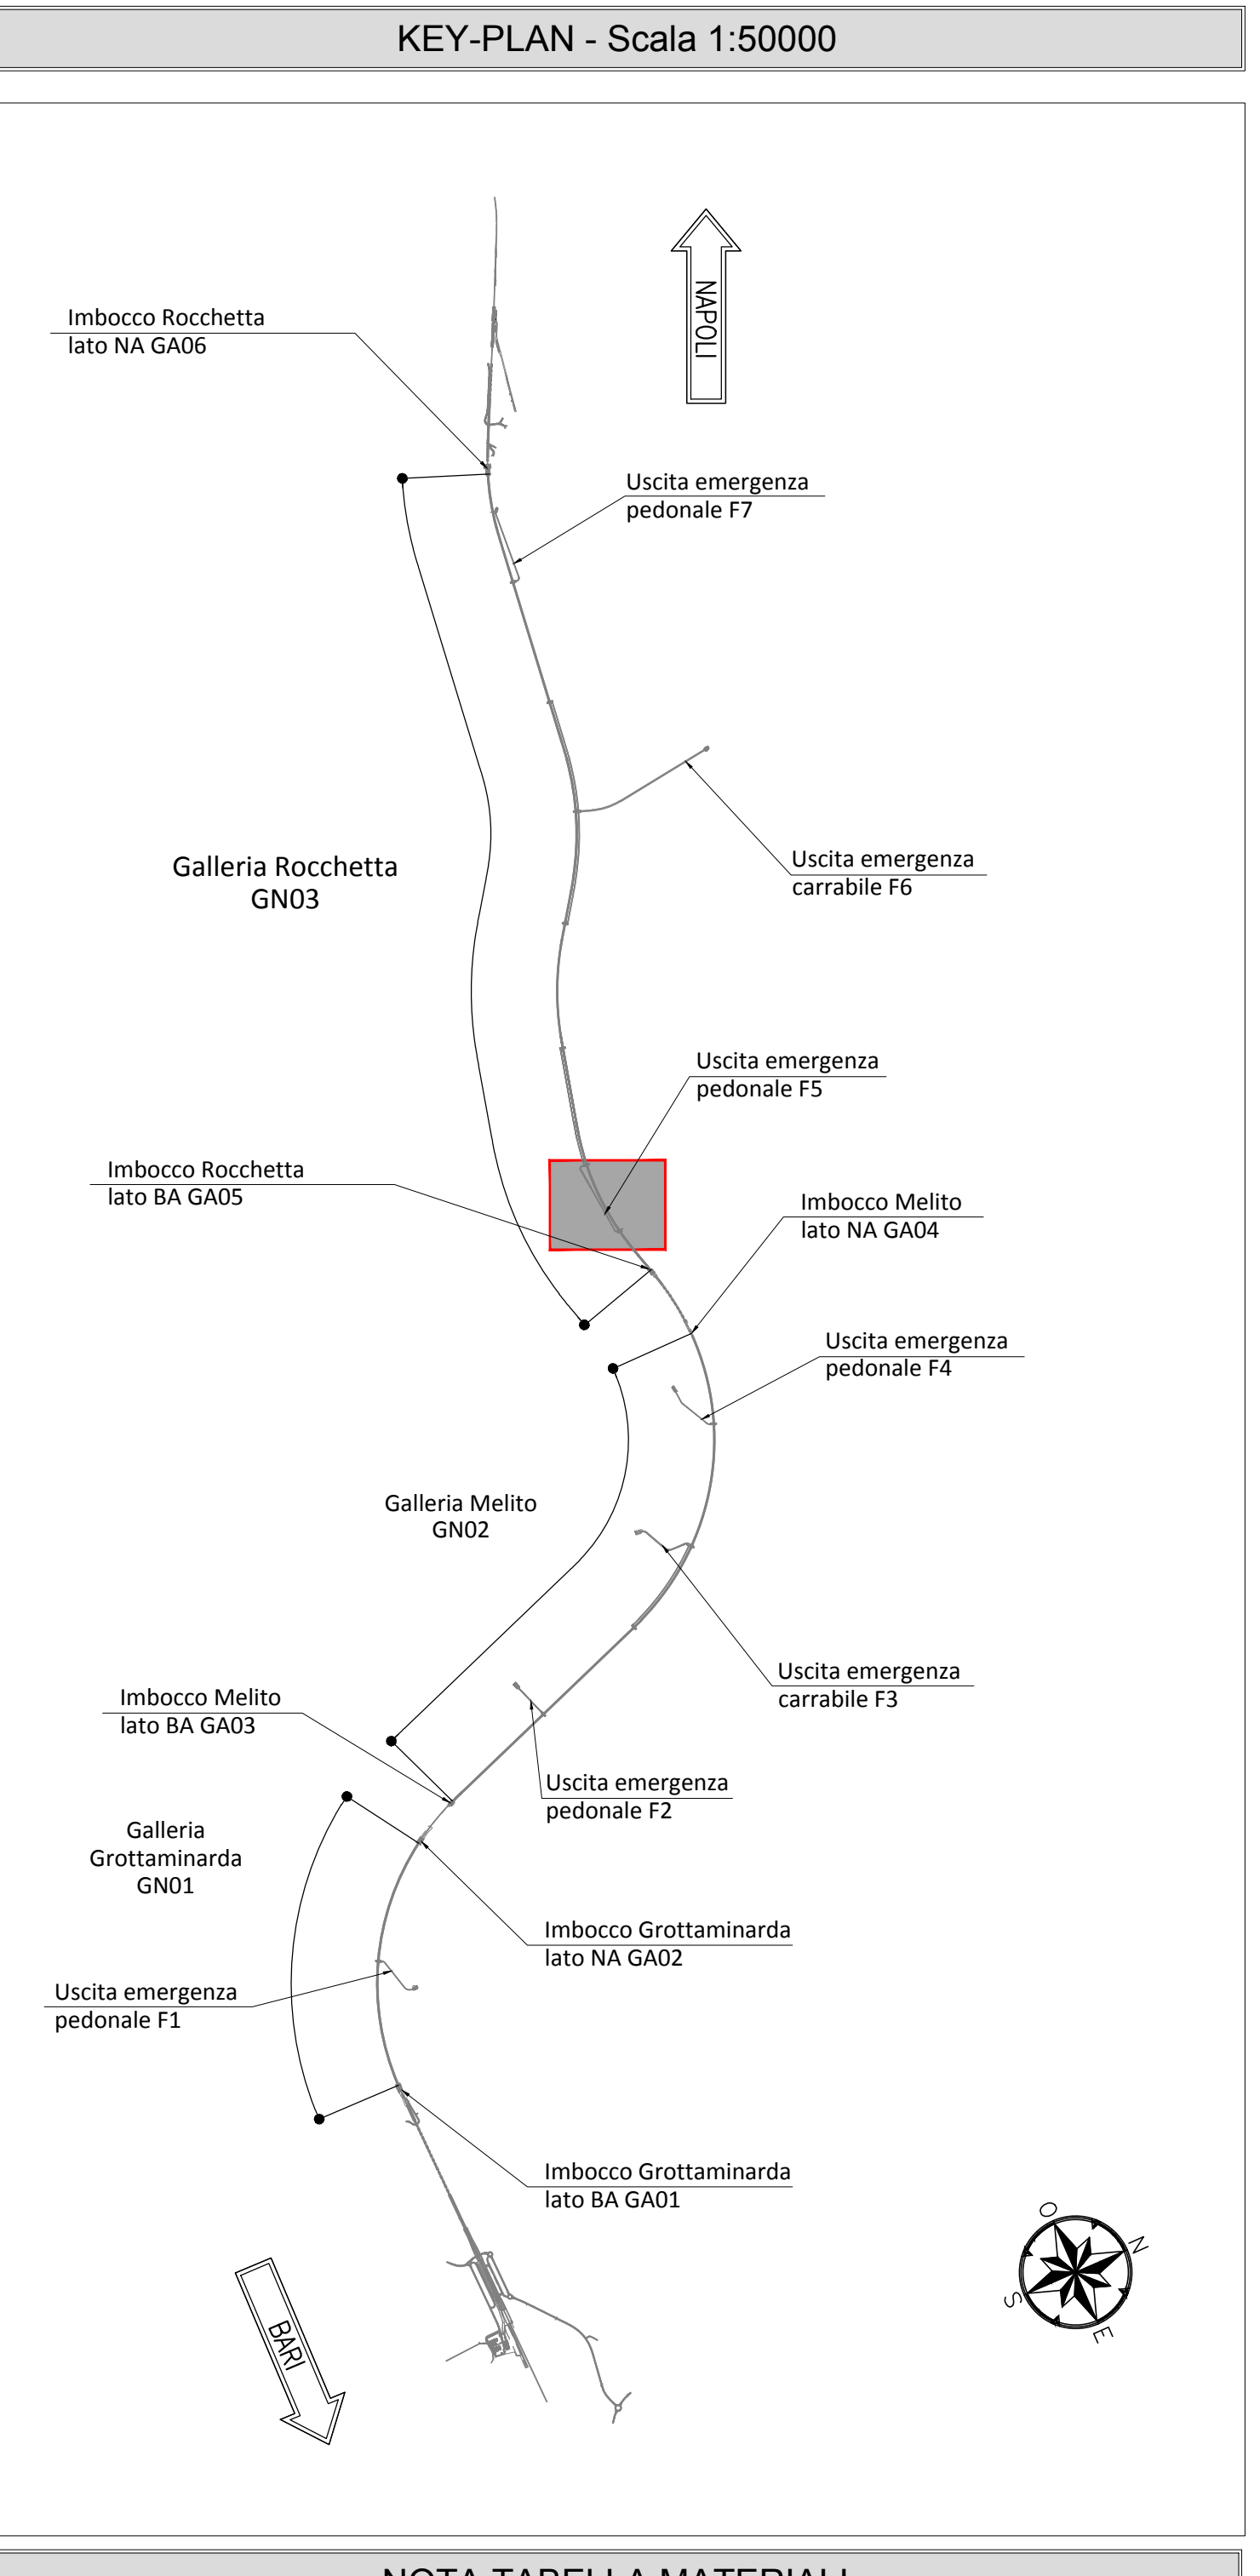 KEY-PLAN - Scala 1:50000
NAPOLI
Imbocco Rocchetta
lato NA GA06
Uscita emergenza
pedonale F7
Galleria Rocchetta
GN03
Uscita emergenza
carrabile F6
Uscita emergenza
pedonale F5
Imbocco Rocchetta
lato BA GA05
Imbocco Melito
lato NA GA04
Uscita emergenza
pedonale F4
Galleria Melito
GN02
Uscita emergenza
carrabile F3
Imbocco Melito
lato BA GA03
Uscita emergenza
pedonale F2
Galleria
Grottaminarda
GN01
Imbocco Grottaminarda
lato NA GA02
Uscita emergenza
pedonale F1
Imbocco Grottaminarda
lato BA GA01
O
N
S
E
BARI
NOTA TABELLA MATERIALI